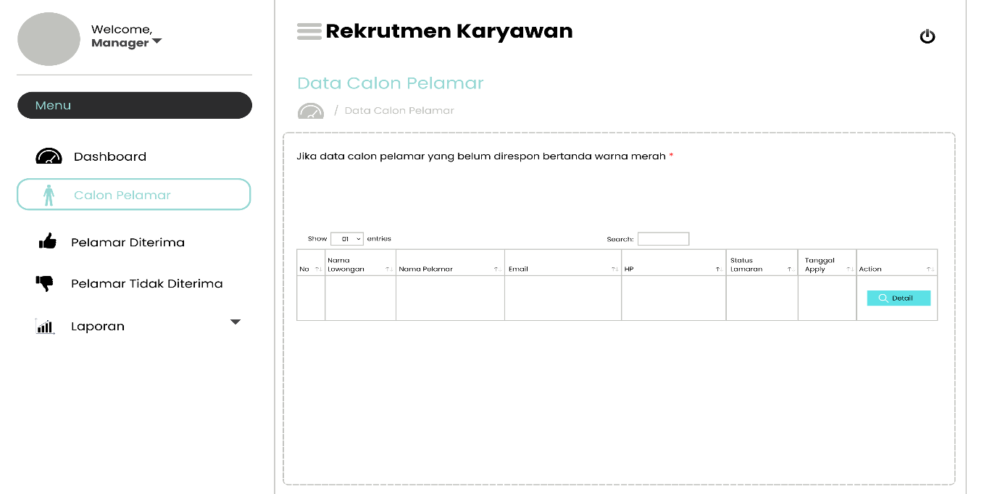 Welcome,
Manager
Menu
Dashboard
Calon Pelamar
Pelamar Diterima
Pelamar Tidak Diterima
Laporan
Rekrutmen Karyawan
Data Calon Pelamar
/ Data Calon Pelamar
Jika data calon pelamar yang belum direspon bertanda warna merah *
Show 01 entries
Search:
No
Nama
Lowongan
Nama Pelamar
Email
HP
Status
Lamaran
Tanggal
Apply
Action
Detail